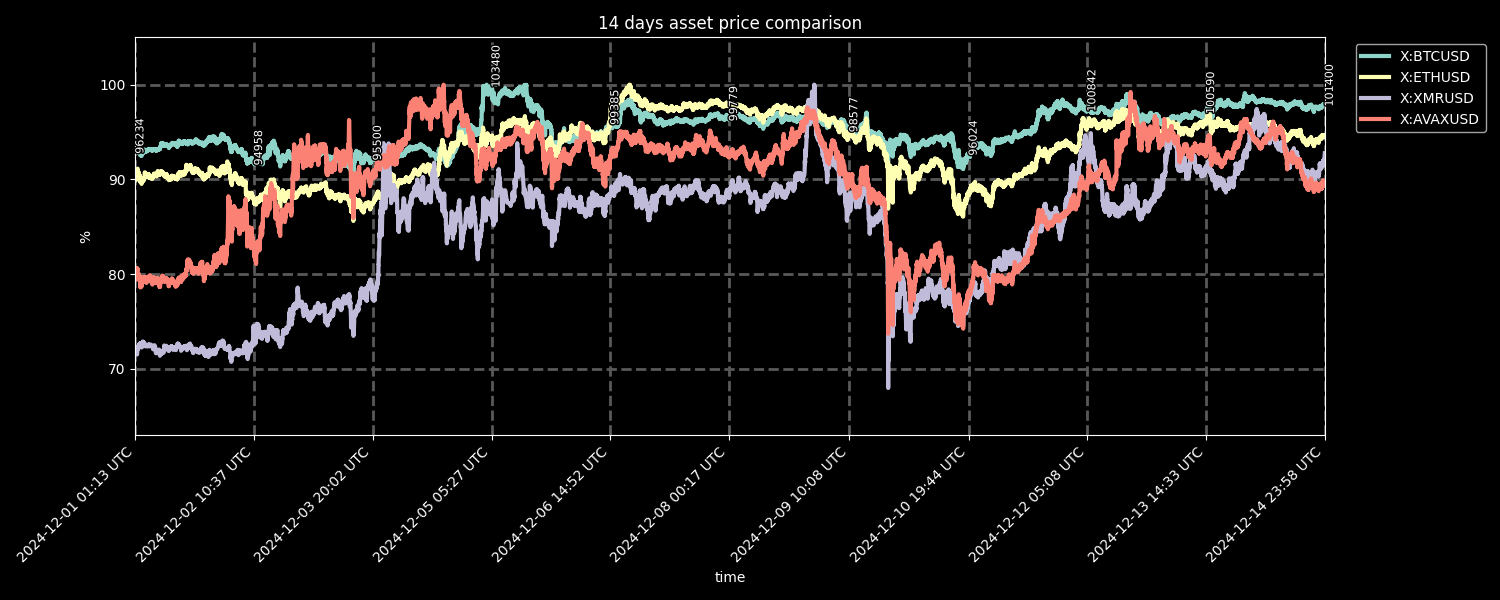 14 days asset price comparison
X:BTCUSD
X:ETHUSD
X:XMRUSD
X:AVAXUSD
100
90
80
70
%
96234
94958
95500
103480
99385
99779
98577
96024
100842
100590
101400
2024-12-01 01:13 UTC
2024-12-02 10:37 UTC
2024-12-03 20:02 UTC
2024-12-05 05:27 UTC
2024-12-06 14:52 UTC
2024-12-08 00:17 UTC
2024-12-09 10:08 UTC
2024-12-10 19:44 UTC
2024-12-12 05:08 UTC
2024-12-13 14:33 UTC
2024-12-14 23:58 UTC
time